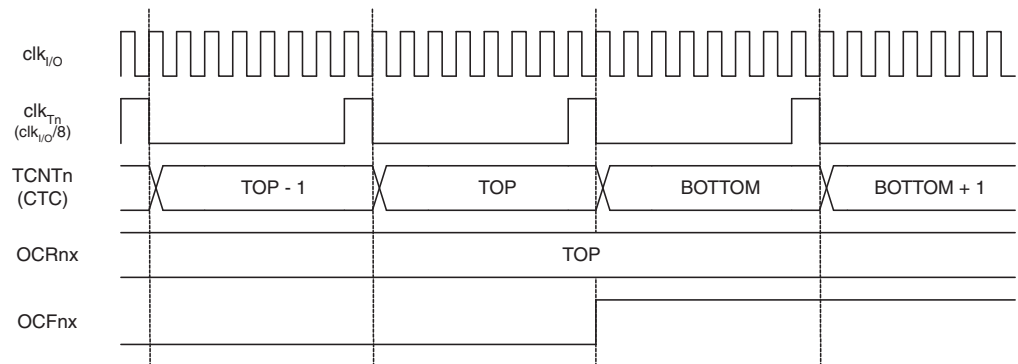 clkI/O
clkTn
(clkI/O/8)
TCNTn
(CTC)
TOP - 1
TOP
BOTTOM
BOTTOM + 1
OCRnx
TOP
OCFnx